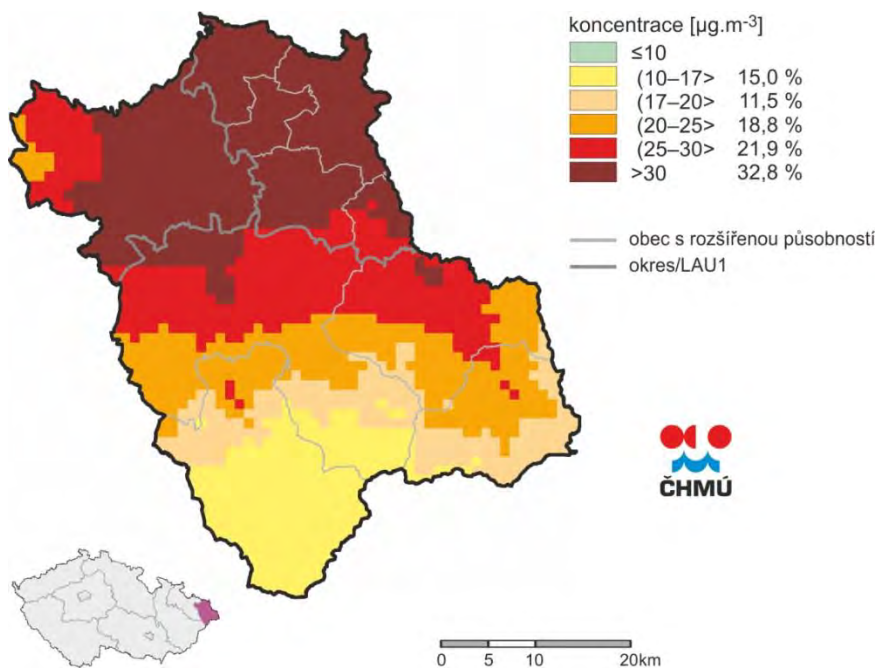 koncentrace [µg.m-3]
≤10
(10–17> 15,0 %
(17–20> 11,5 %
(20–25> 18,8 %
(25–30> 21,9 %
>30 32,8 %
obec s rozšířenou působností
okres/LAU1
ČHMÚ
0 5 10 20km